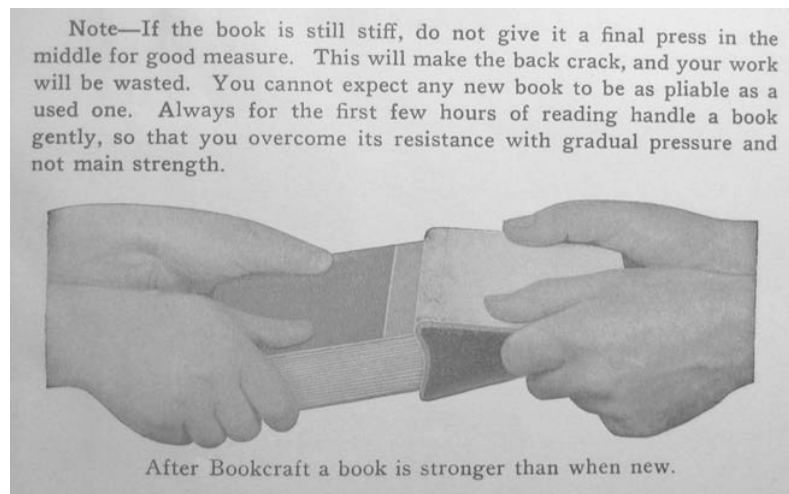 Note—If the book is still stiff, do not give it a final press in the
middle for good measure. This will make the back crack, and your work
will be wasted. You cannot expect any new book to be as pliable as a
used one. Always for the first few hours of reading handle a book
gently, so that you overcome its resistance with gradual pressure and
not main strength.
After Bookcraft a book is stronger than when new.